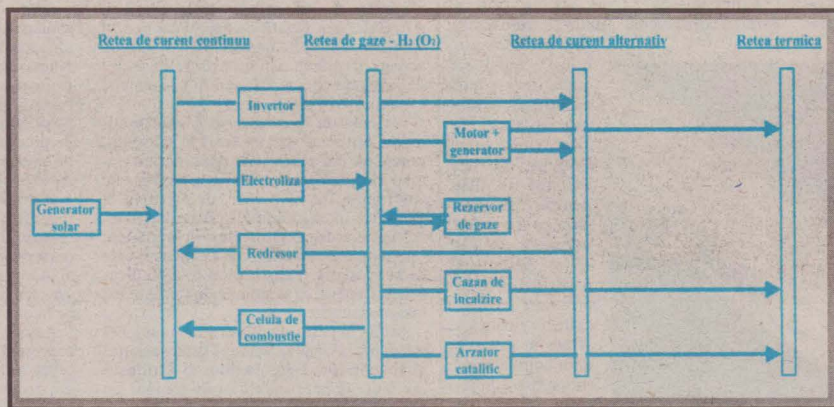 Retea de curent continuu
Retea de gaze - H₂ (O₂)
Retea de curent alternativ
Retea termica
Invertor
Motor +
generator
Electroliza
Generator
solar
Rezervor
de gaze
Redresor
Cazan de
incalzire
Celula de
combustie
Arzator
catalitic